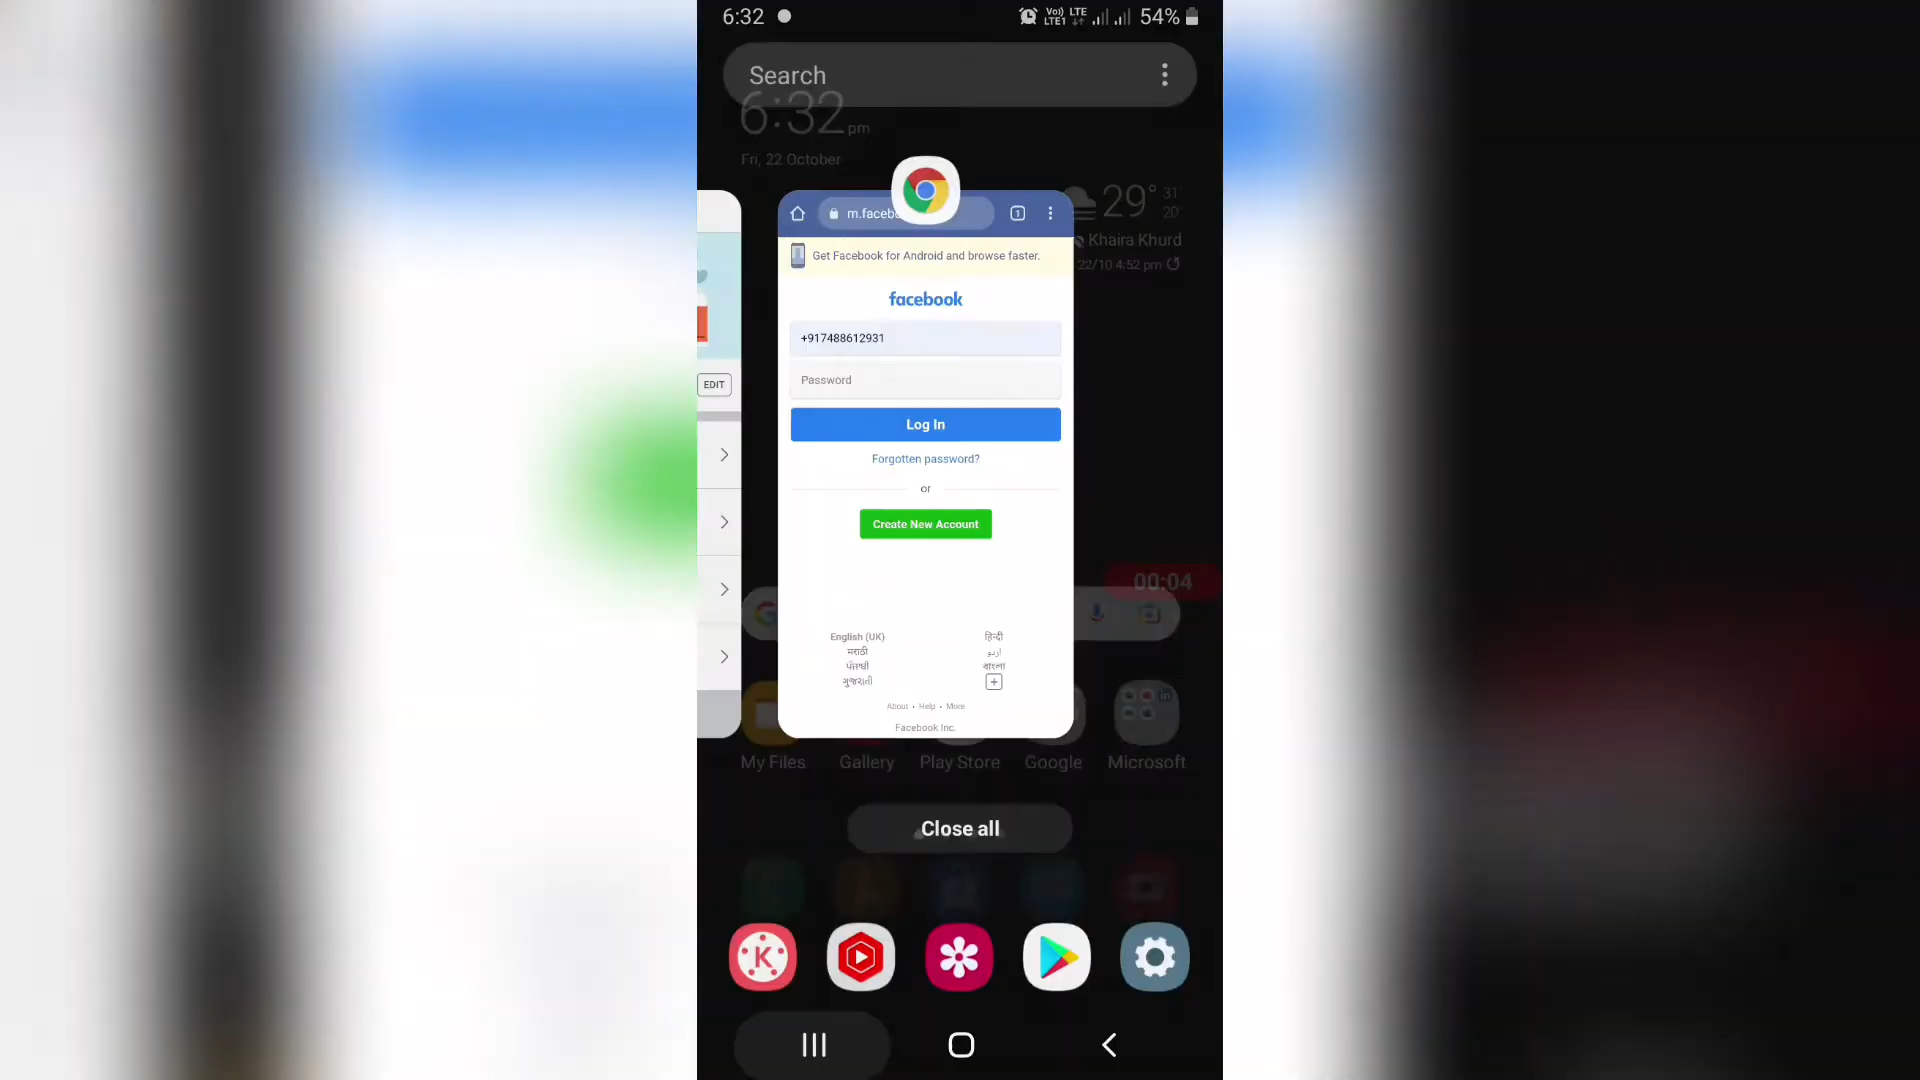 6:32
Vo) LTE
LTE1
54%
Search
6:32 pm
Fri, 22 October
29° 31°
20°
Khaira Khurd
22/10 4:52 pm
m.facebo
1
Get Facebook for Android and browse faster.
facebook
+917488612931
Password
EDIT
Log In
Forgotten password?
or
Create New Account
00:04
English (UK)
हिन्दी
मराठी
اردو
ਪੰਜਾਬੀ
বাংলা
ગુજરાતી
About • Help • More
Facebook Inc.
My Files
Gallery
Play Store
Google
Microsoft
Close all
K